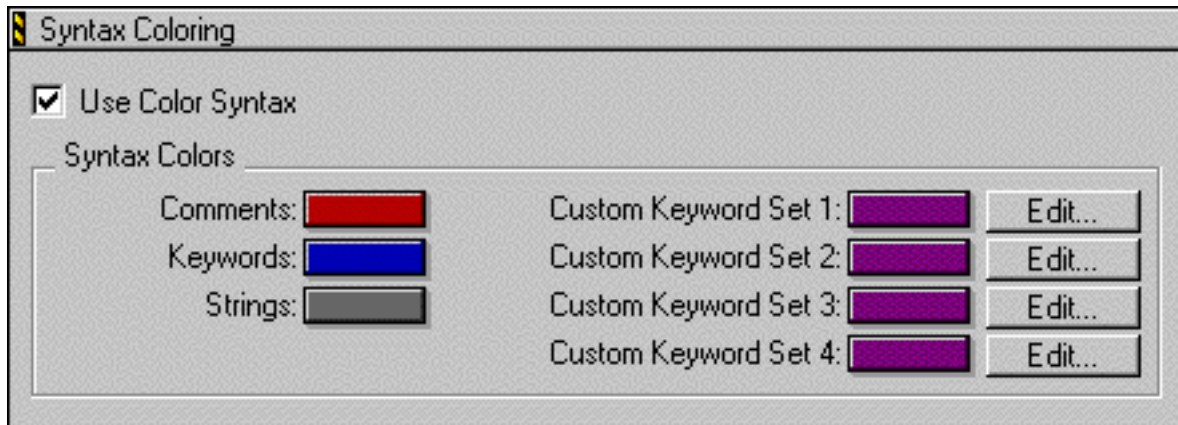 Syntax Coloring
Use Color Syntax
Syntax Colors
Comments: Custom Keyword Set 1: Edit...
Keywords: Custom Keyword Set 2: Edit...
Strings: Custom Keyword Set 3: Edit...
Custom Keyword Set 4: Edit...